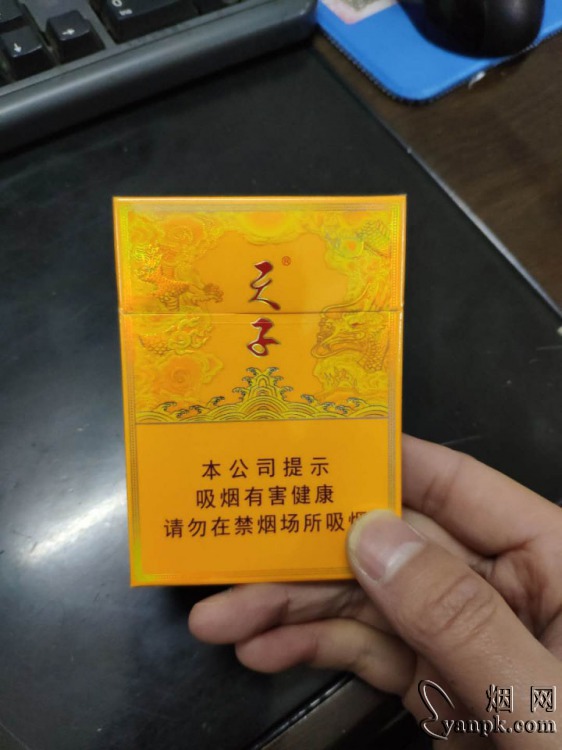 天
子
®
本公司提示
吸烟有害健康
请勿在禁烟场所吸烟
烟网
yanpk.com